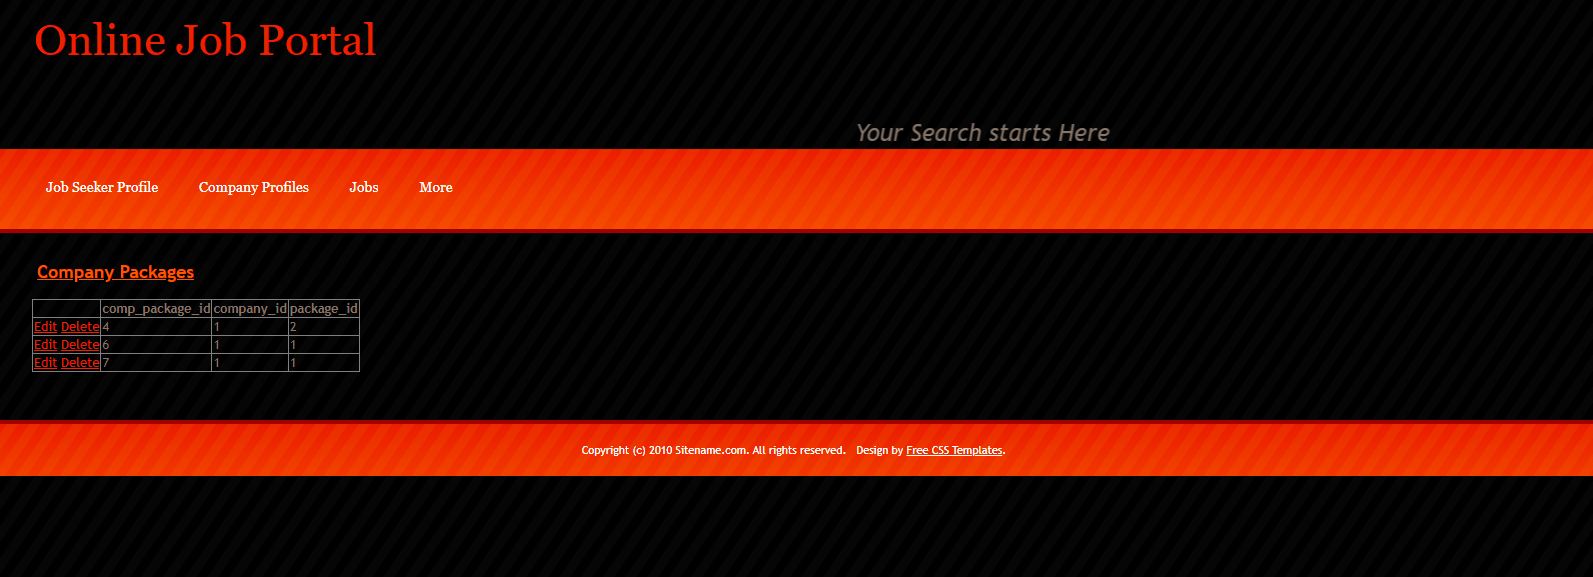 Online Job Portal
Your Search starts Here
Job Seeker Profile Company Profiles Jobs More
Company Packages
comp_package_id company_id package_id
Edit Delete 4 1 2
Edit Delete 6 1 1
Edit Delete 7 1 1
Copyright (c) 2010 Sitename.com. All rights reserved. Design by Free CSS Templates.